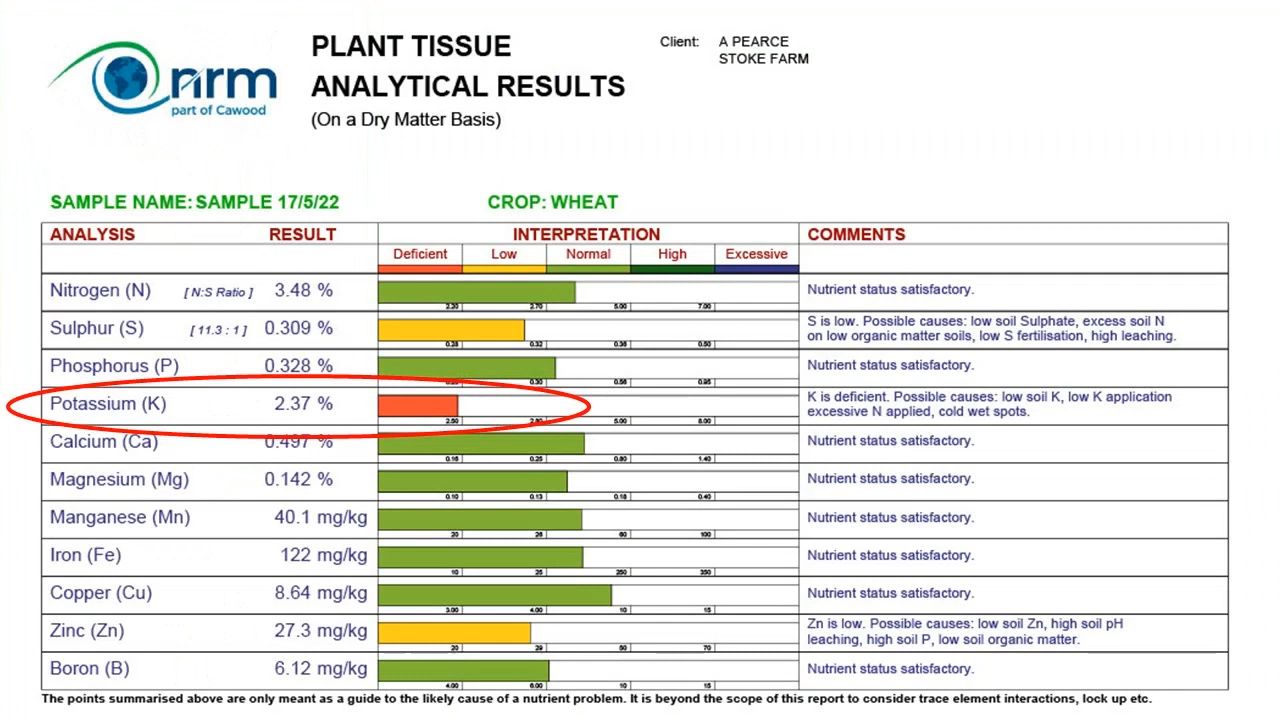 nrm
part of Cawood
PLANT TISSUE
ANALYTICAL RESULTS
(On a Dry Matter Basis)
Client: A PEARCE
STOKE FARM
SAMPLE NAME: SAMPLE 17/5/22 CROP: WHEAT
ANALYSIS RESULT INTERPRETATION COMMENTS
Deficient Low Normal High Excessive
Nitrogen (N) [ N:S Ratio ] 3.48 % Nutrient status satisfactory.
2.20 2.70 5.00 7.00
Sulphur (S) [ 11.3 : 1 ] 0.309 % S is low. Possible causes: low soil Sulphate, excess soil N
on low organic matter soils, low S fertilisation, high leaching.
0.28 0.32 0.36 0.50
Phosphorus (P) 0.328 % Nutrient status satisfactory.
0.30 0.56 0.95
Potassium (K) 2.37 % K is deficient. Possible causes: low soil K, low K application
excessive N applied, cold wet spots.
2.50 5.00 8.00
Calcium (Ca) 0.497 % Nutrient status satisfactory.
0.16 0.25 0.80 1.40
Magnesium (Mg) 0.142 % Nutrient status satisfactory.
0.10 0.13 0.18 0.40
Manganese (Mn) 40.1 mg/kg Nutrient status satisfactory.
20 26 60 100
Iron (Fe) 122 mg/kg Nutrient status satisfactory.
10 25 250 350
Copper (Cu) 8.64 mg/kg Nutrient status satisfactory.
3.00 4.00 10 15
Zinc (Zn) 27.3 mg/kg Zn is low. Possible causes: low soil Zn, high soil pH
leaching, high soil P, low soil organic matter.
20 29 50 70
Boron (B) 6.12 mg/kg Nutrient status satisfactory.
4.00 6.00 10 15
The points summarised above are only meant as a guide to the likely cause of a nutrient problem. It is beyond the scope of this report to consider trace element interactions, lock up etc.